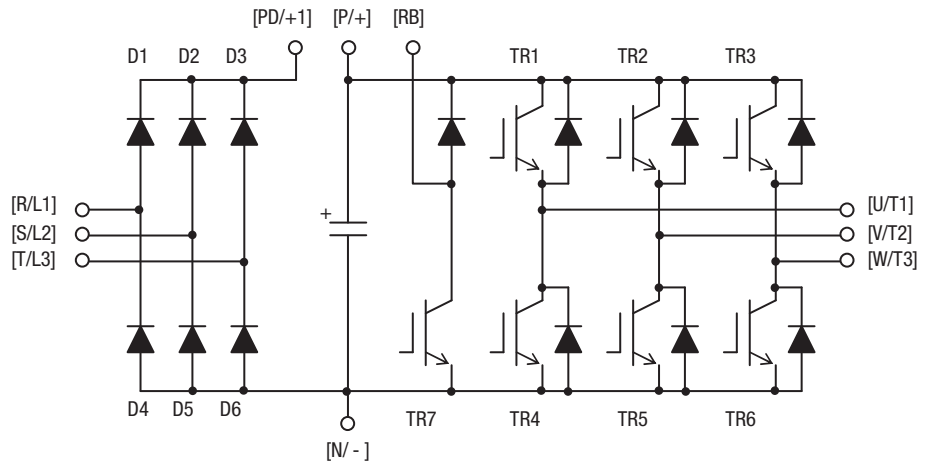 [PD/+1] [P/+] [RB]
D1 D2 D3 TR1 TR2 TR3
[R/L1] [U/T1]
[S/L2] + [V/T2]
[T/L3] [W/T3]
D4 D5 D6 TR7 TR4 TR5 TR6
[N/ - ]